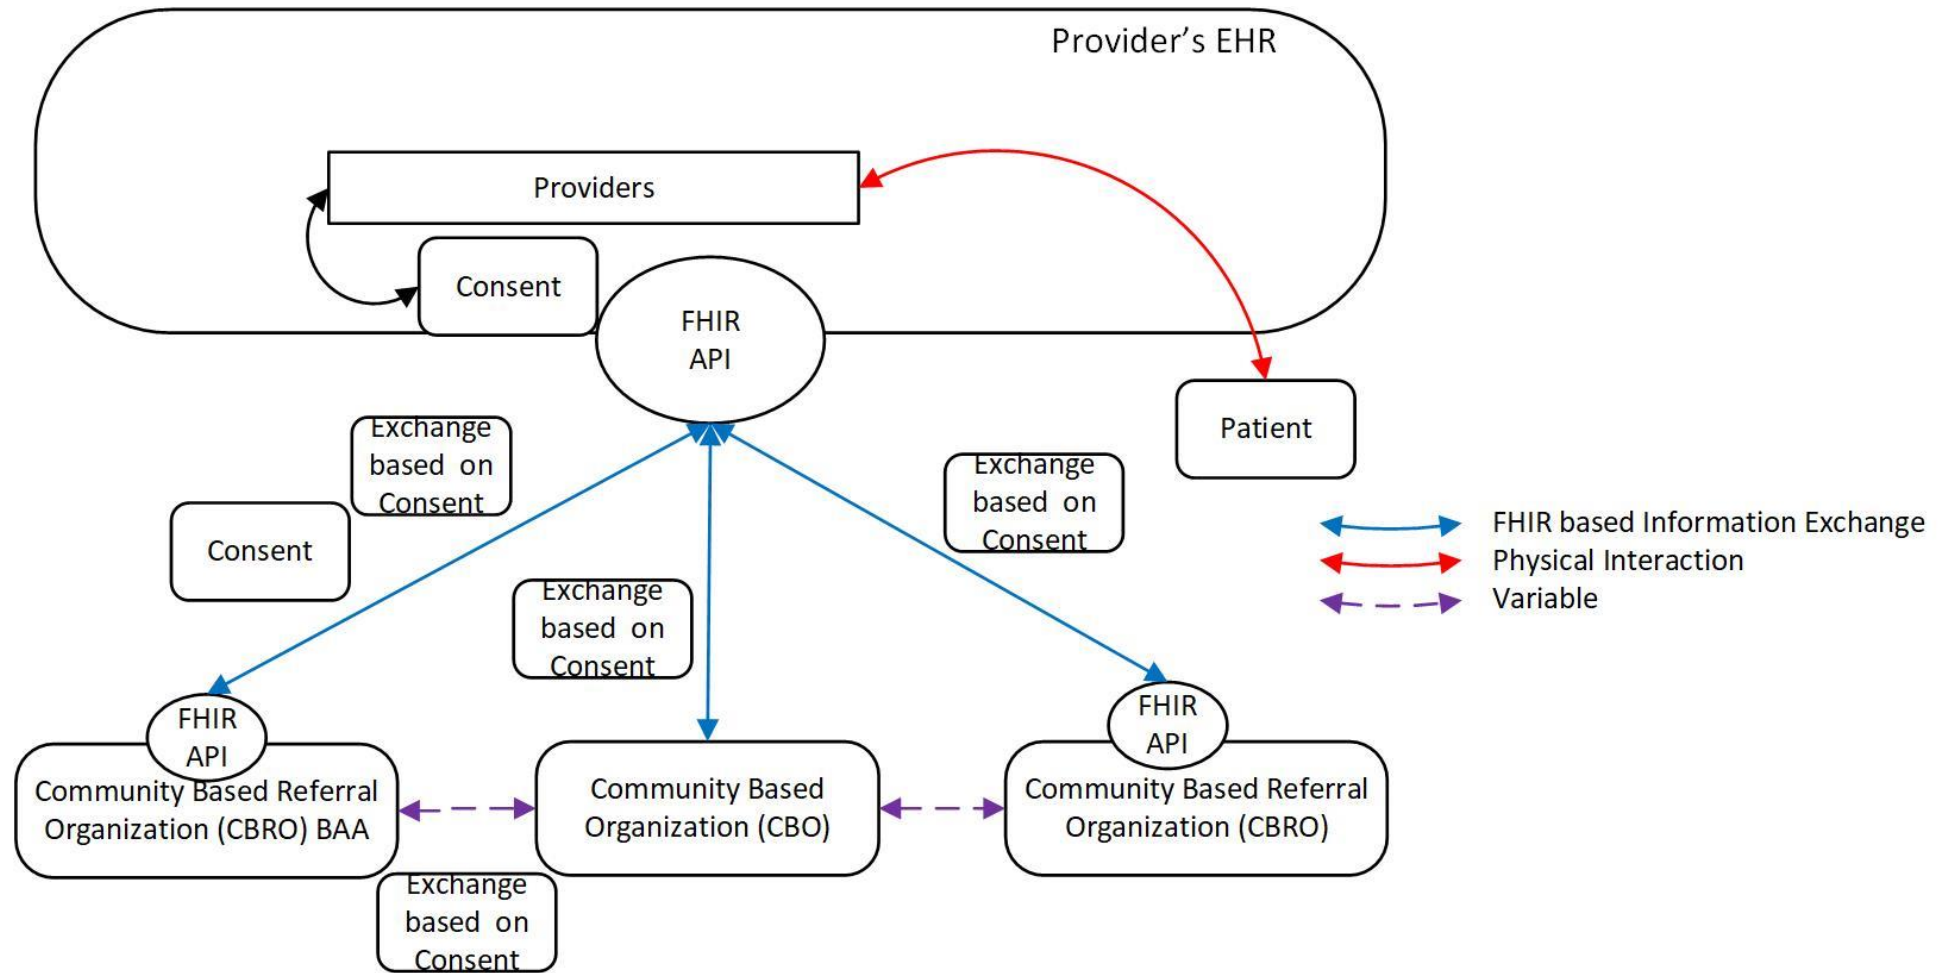 Provider’s EHR
Providers
Consent
FHIR
API
Patient
Exchange
based on
Consent
Exchange
based on
Consent
Consent
Exchange
based on
Consent
FHIR based Information Exchange
Physical Interaction
Variable
FHIR
API
Community Based Referral
Organization (CBRO) BAA
Community Based
Organization (CBO)
FHIR
API
Community Based Referral
Organization (CBRO)
Exchange
based on
Consent